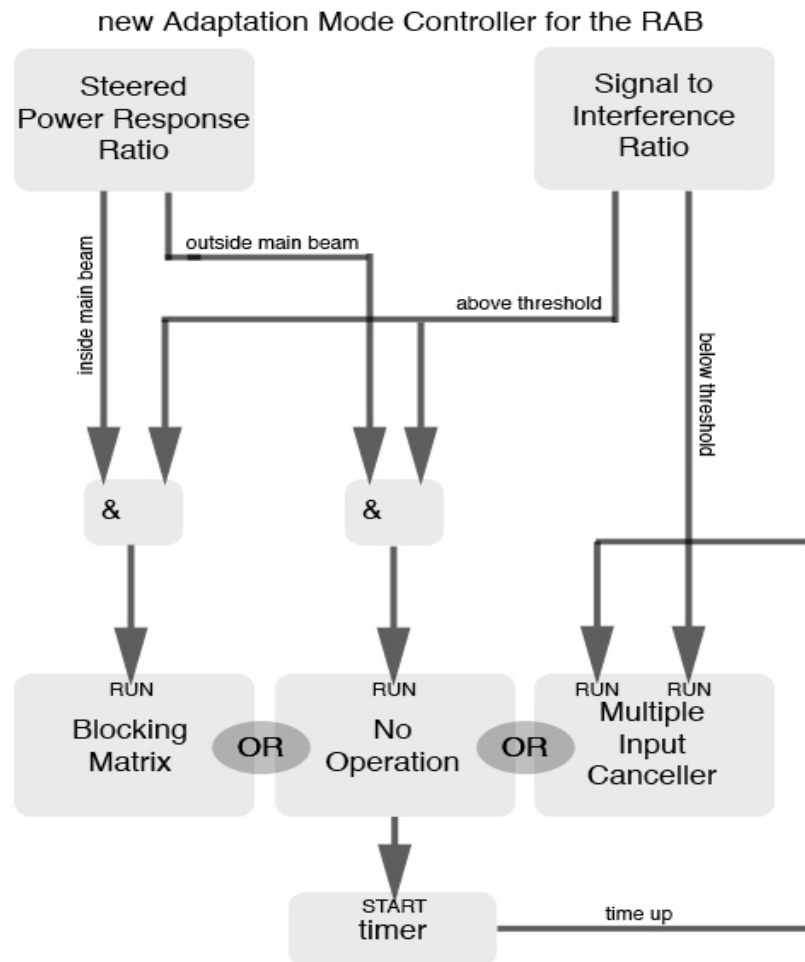 new Adaptation Mode Controller for the RAB
Steered
Power Response
Ratio
Signal to
Interference
Ratio
outside main beam
above threshold
inside main beam
below threshold
&
&
RUN
Blocking
Matrix
OR
RUN
No
Operation
OR
RUN RUN
Multiple
Input
Canceller
START
timer
time up